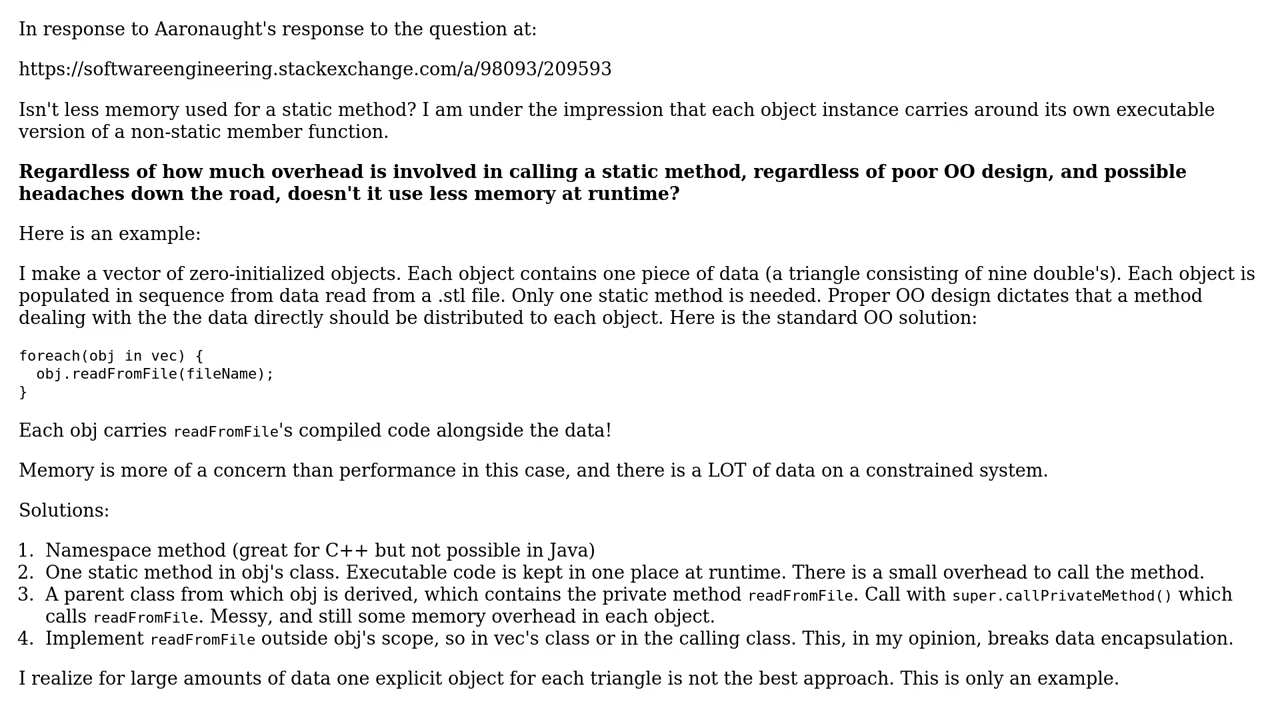 In response to Aaronaught's response to the question at:
https://softwareengineering.stackexchange.com/a/98093/209593
Isn't less memory used for a static method? I am under the impression that each object instance carries around its own executable
version of a non-static member function.
Regardless of how much overhead is involved in calling a static method, regardless of poor OO design, and possible
headaches down the road, doesn't it use less memory at runtime?
Here is an example:
I make a vector of zero-initialized objects. Each object contains one piece of data (a triangle consisting of nine double's). Each object is
populated in sequence from data read from a .stl file. Only one static method is needed. Proper OO design dictates that a method
dealing with the the data directly should be distributed to each object. Here is the standard OO solution:
foreach(obj in vec) {
  obj.readFromFile(fileName);
}
Each obj carries readFromFile's compiled code alongside the data!
Memory is more of a concern than performance in this case, and there is a LOT of data on a constrained system.
Solutions:
1. Namespace method (great for C++ but not possible in Java)
2. One static method in obj's class. Executable code is kept in one place at runtime. There is a small overhead to call the method.
3. A parent class from which obj is derived, which contains the private method readFromFile. Call with super.callPrivateMethod() which
calls readFromFile. Messy, and still some memory overhead in each object.
4. Implement readFromFile outside obj's scope, so in vec's class or in the calling class. This, in my opinion, breaks data encapsulation.
I realize for large amounts of data one explicit object for each triangle is not the best approach. This is only an example.